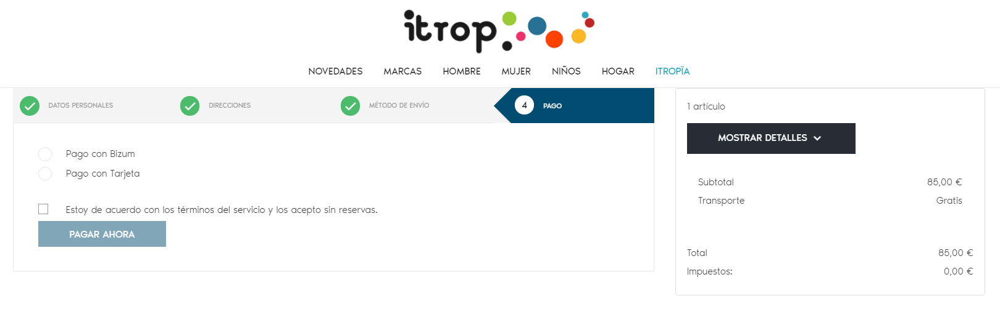 itrop
NOVEDADES MARCAS HOMBRE MUJER NIÑOS HOGAR ITROPÏA
DATOS PERSONALES DIRECCIONES MÉTODO DE ENVÍO 4 PAGO
Pago con Bizum
Pago con Tarjeta
Estoy de acuerdo con los términos del servicio y los acepto sin reservas.
PAGAR AHORA
1 artículo
MOSTRAR DETALLES
Subtotal 85,00 €
Transporte Gratis
Total 85,00 €
Impuestos: 0,00 €